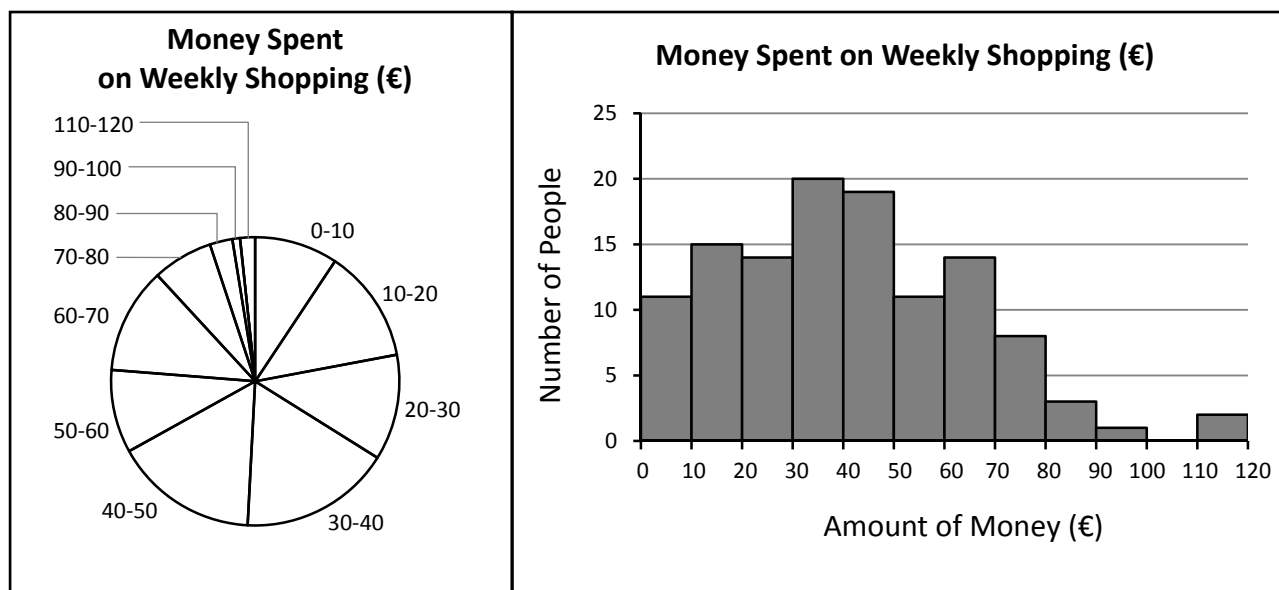 Money Spent
on Weekly Shopping (€)
110-120
90-100
80-90
70-80
60-70
50-60
40-50
0-10
10-20
20-30
30-40
Money Spent on Weekly Shopping (€)
Number of People
25
20
15
10
5
0
0 10 20 30 40 50 60 70 80 90 100 110 120
Amount of Money (€)